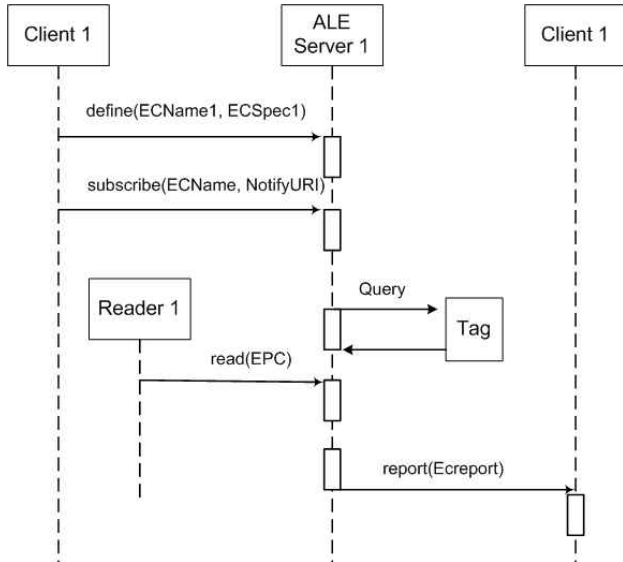 Client 1
ALE
Server 1
Client 1
define(ECName1, ECSpec1)
subscribe(ECName, NotifyURI)
Query
Reader 1
Tag
read(EPC)
report(Ecreport)